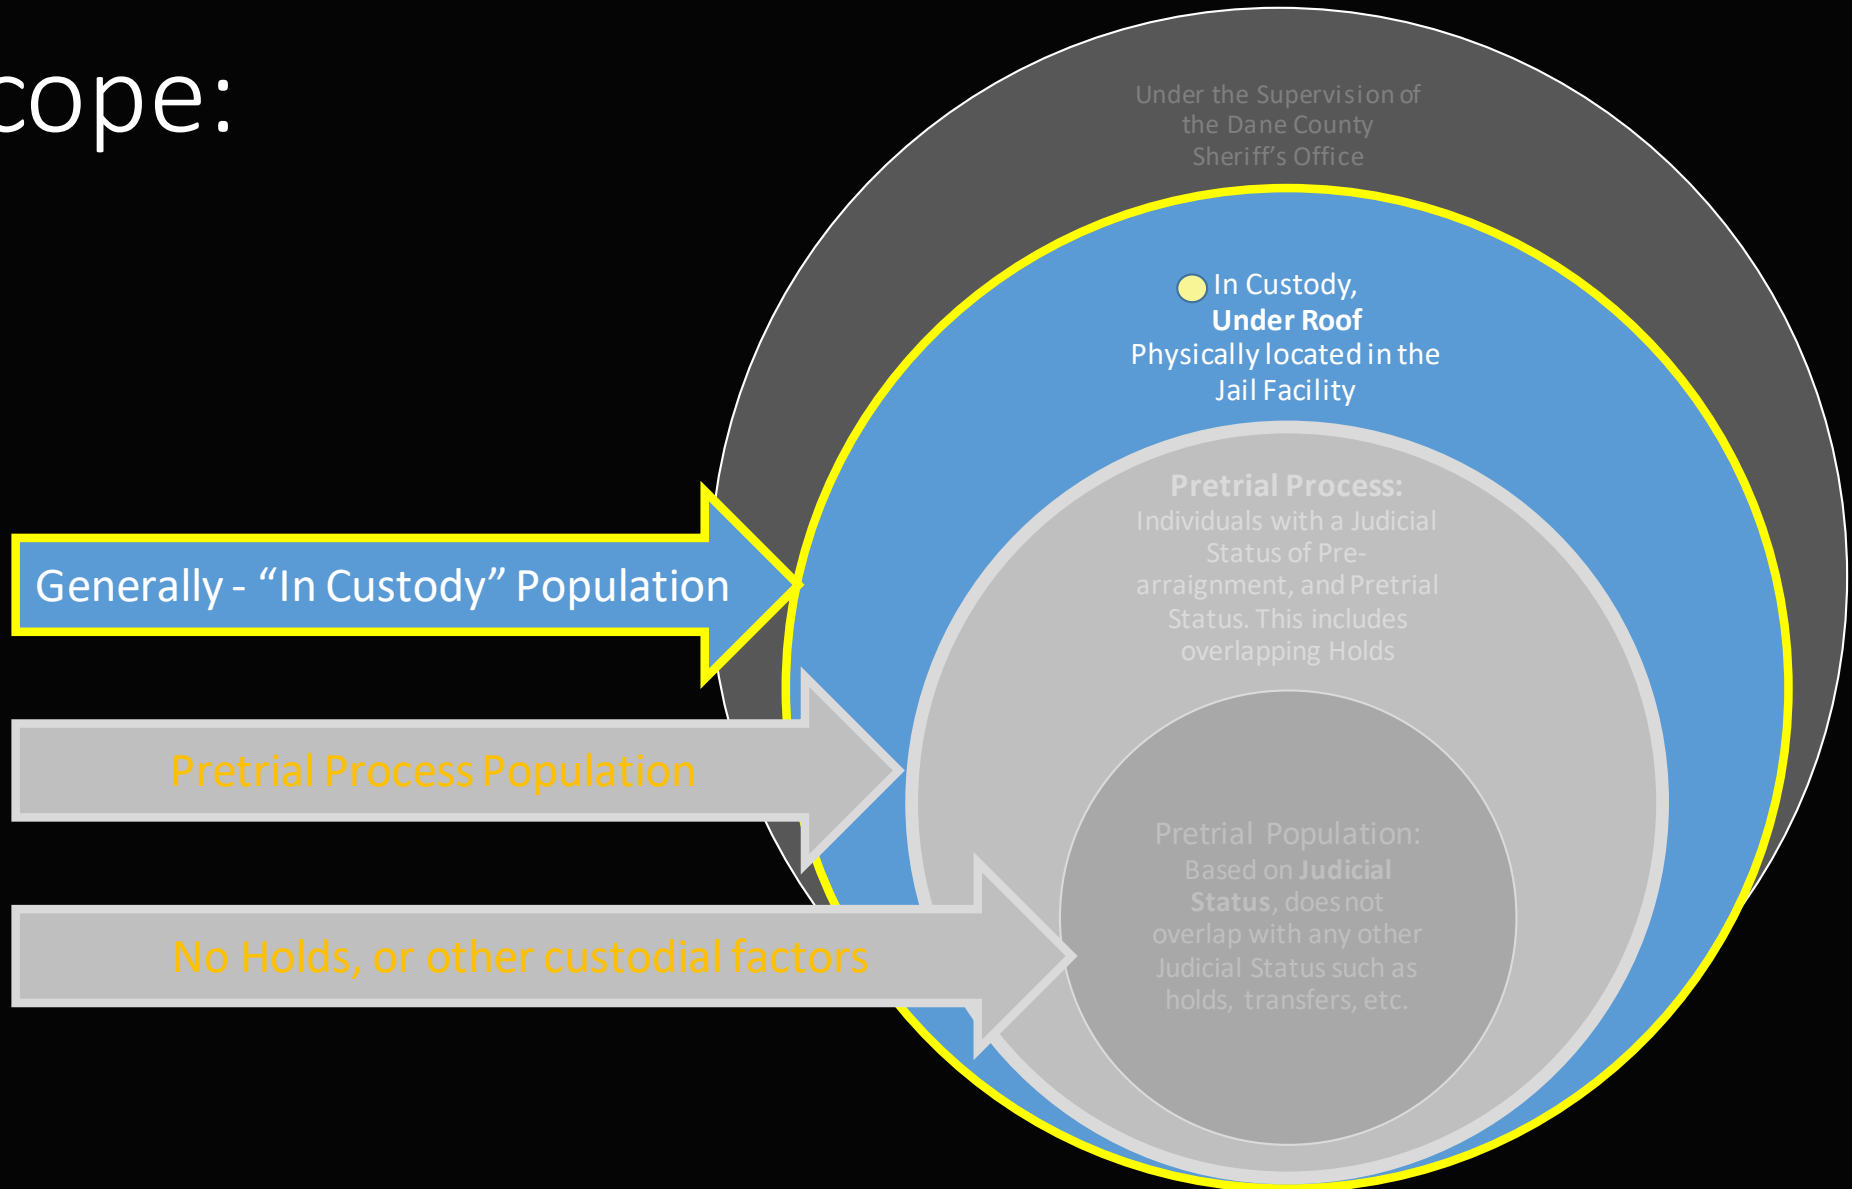 cope:
Under the Supervision of
the Dane County
Sheriff's Office
In Custody,
Under Roof
Physically located in the
Jail Facility
Pretrial Process:
Individuals with a Judicial
Status of Pre-
arraignment, and Pretrial
Status. This includes
overlapping Holds
Pretrial Population:
Based on Judicial
Status, does not
overlap with any other
Judicial Status such as
holds, transfers, etc.
Generally - “In Custody” Population
Pretrial Process Population
No Holds, or other custodial factors